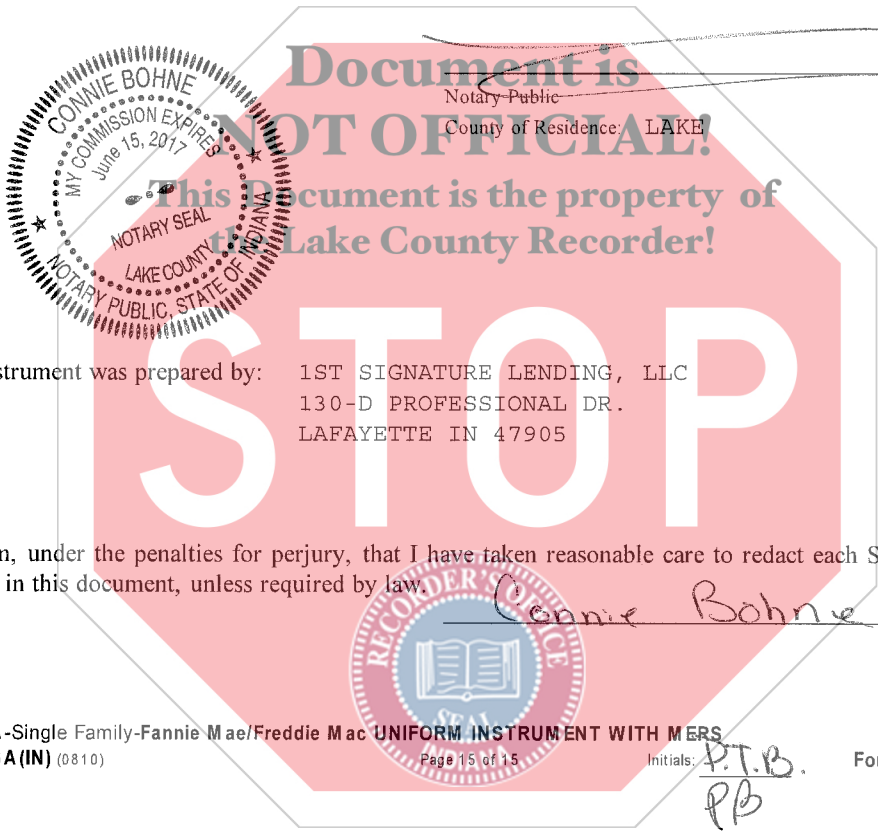 Document is
Notary Public
NOT OFFICIAL!
County of Residence: LAKE
This Document is the property of
the Lake County Recorder!
CONNIE BOHNE
MY COMMISSION EXPIRES
June 15, 2017
NOTARY SEAL
LAKE COUNTY
NOTARY PUBLIC, STATE OF INDIANA
STOP
strument was prepared by: 1ST SIGNATURE LENDING, LLC
130-D PROFESSIONAL DR.
LAFAYETTE IN 47905
n, under the penalties for perjury, that I have taken reasonable care to redact each S
in this document, unless required by law.
Connie Bohne
RECORDER'S OFFICE
SEAL
INDIANA
-Single Family-Fannie Mae/Freddie Mac UNIFORM INSTRUMENT WITH MERS
A(IN) (0810) Page 15 of 15 Initials: P.T.B. For
PB